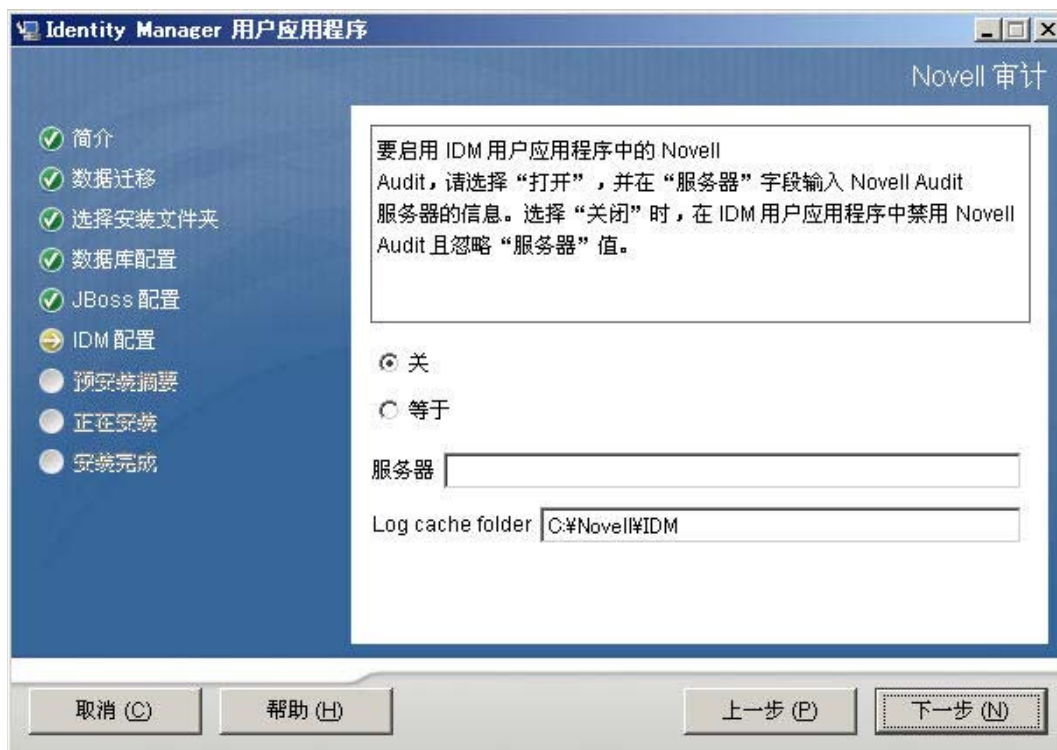 Identity Manager 用户应用程序
Novell 审计
简介
数据迁移
选择安装文件夹
数据库配置
JBoss 配置
IDM 配置
预安装摘要
正在安装
安装完成
要启用 IDM 用户应用程序中的 Novell
Audit，请选择“打开”，并在“服务器”字段输入 Novell Audit
服务器的信息。选择“关闭”时，在 IDM 用户应用程序中禁用 Novell
Audit 且忽略“服务器”值。
关
等于
服务器
Log cache folder C:¥Novell¥IDM
取消 (C) 帮助 (H) 上一步 (P) 下一步 (N)